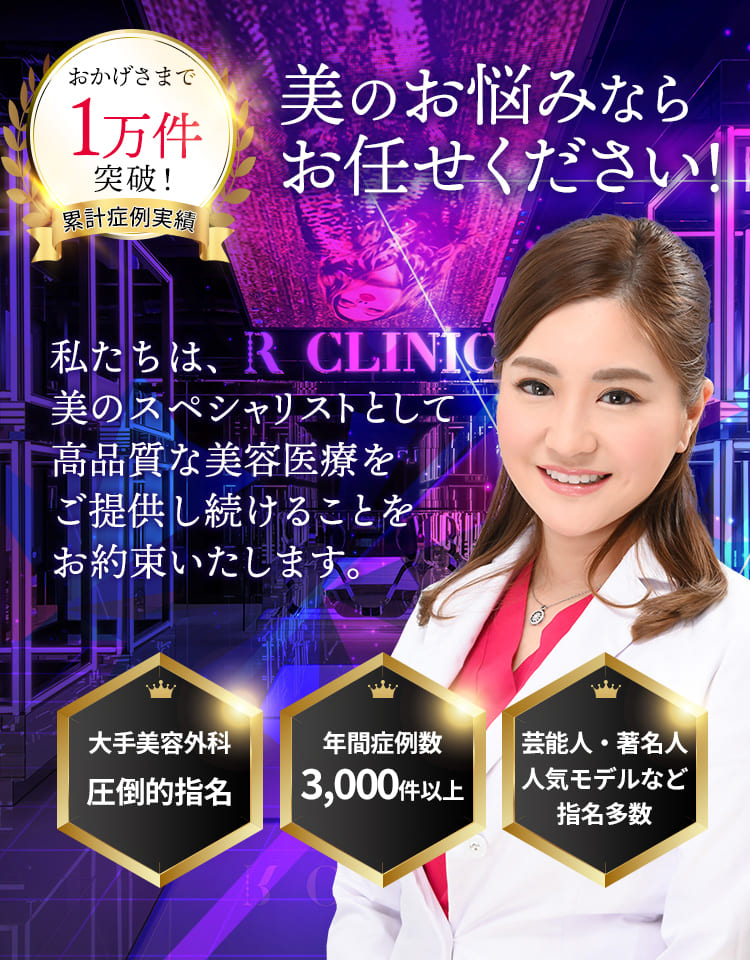 おかげさまで
1万件
突破!
累計症例実績
美のお悩みなら
お任せください!
R CLINIC
私たちは、
美のスペシャリストとして
高品質な美容医療を
ご提供し続けることを
お約束いたします。
大手美容外科
圧倒的指名
年間症例数
3,000件以上
芸能人・著名人
人気モデルなど
指名多数